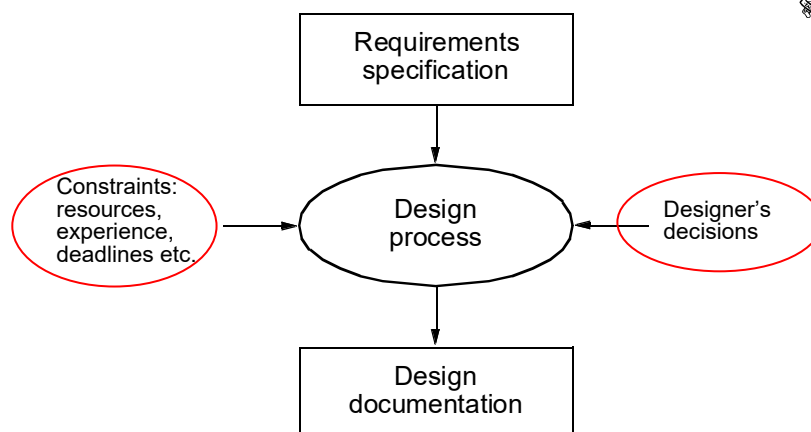 Requirements
specification
Constraints:
resources,
experience,
deadlines etc.
Design
process
Designer’s
decisions
Design
documentation